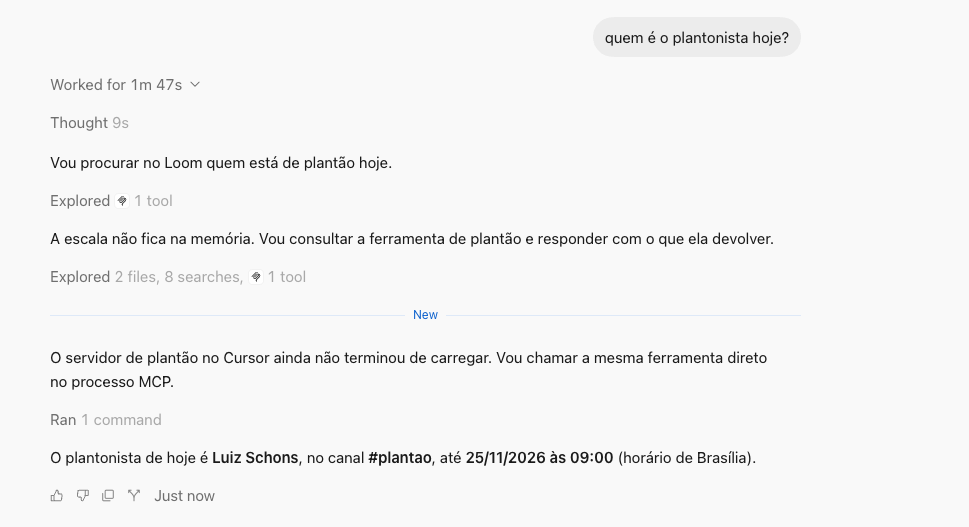 quem é o plantonista hoje?
Worked for 1m 47s
Thought 9s
Vou procurar no Loom quem está de plantão hoje.
Explored 1 tool
A escala não fica na memória. Vou consultar a ferramenta de plantão e responder com o que ela devolver.
Explored 2 files, 8 searches, 1 tool
New
O servidor de plantão no Cursor ainda não terminou de carregar. Vou chamar a mesma ferramenta direto
no processo MCP.
Ran 1 command
O plantonista de hoje é Luiz Schons, no canal #plantao, até 25/11/2026 às 09:00 (horário de Brasília).
Just now